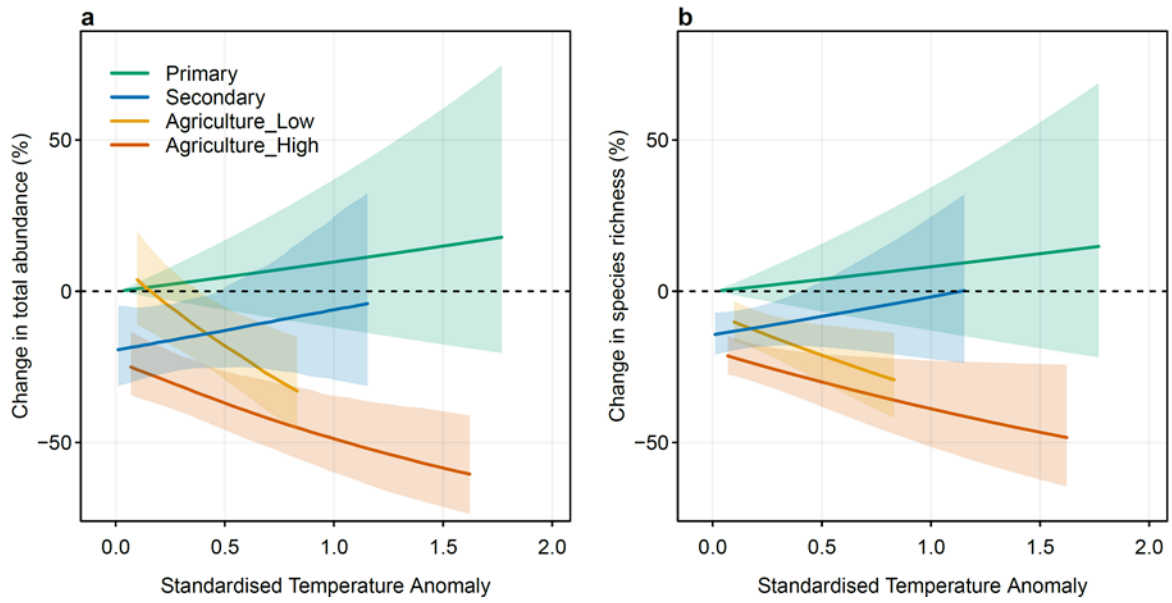 a
Change in total abundance (%)
50
0
−50
Primary
Secondary
Agriculture_Low
Agriculture_High
0.0 0.5 1.0 1.5 2.0
Standardised Temperature Anomaly
b
Change in species richness (%)
50
0
−50
0.0 0.5 1.0 1.5 2.0
Standardised Temperature Anomaly